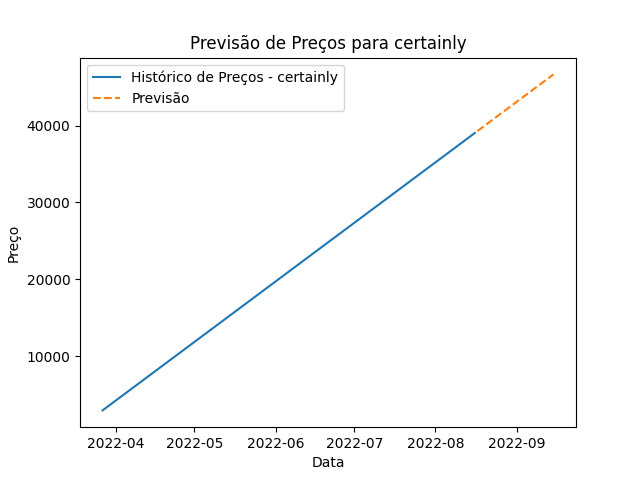 Previsão de Preços para certainly
Histórico de Preços - certainly
Previsão
Preço
40000
30000
20000
10000
2022-04 2022-05 2022-06 2022-07 2022-08 2022-09
Data